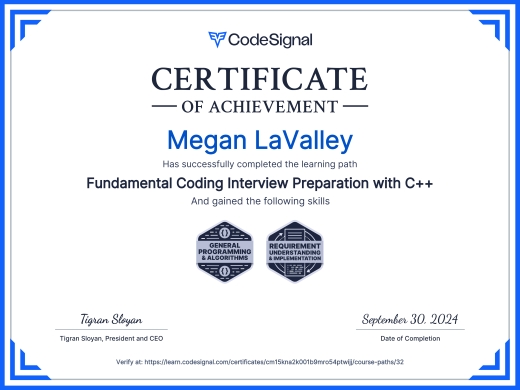 CodeSignal
CERTIFICATE
OF ACHIEVEMENT
Megan LaValley
Has successfully completed the learning path
Fundamental Coding Interview Preparation with C++
And gained the following skills
GENERAL
PROGRAMMING
& ALGORITHMS
REQUIREMENT
UNDERSTANDING
& IMPLEMENTATION
Tigran Sloyan
Tigran Sloyan, President and CEO
September 30, 2024
Date of Completion
Verify at: https://learn.codesignal.com/certificates/cm15kna2k001b9mro54ptwjjj/course-paths/32